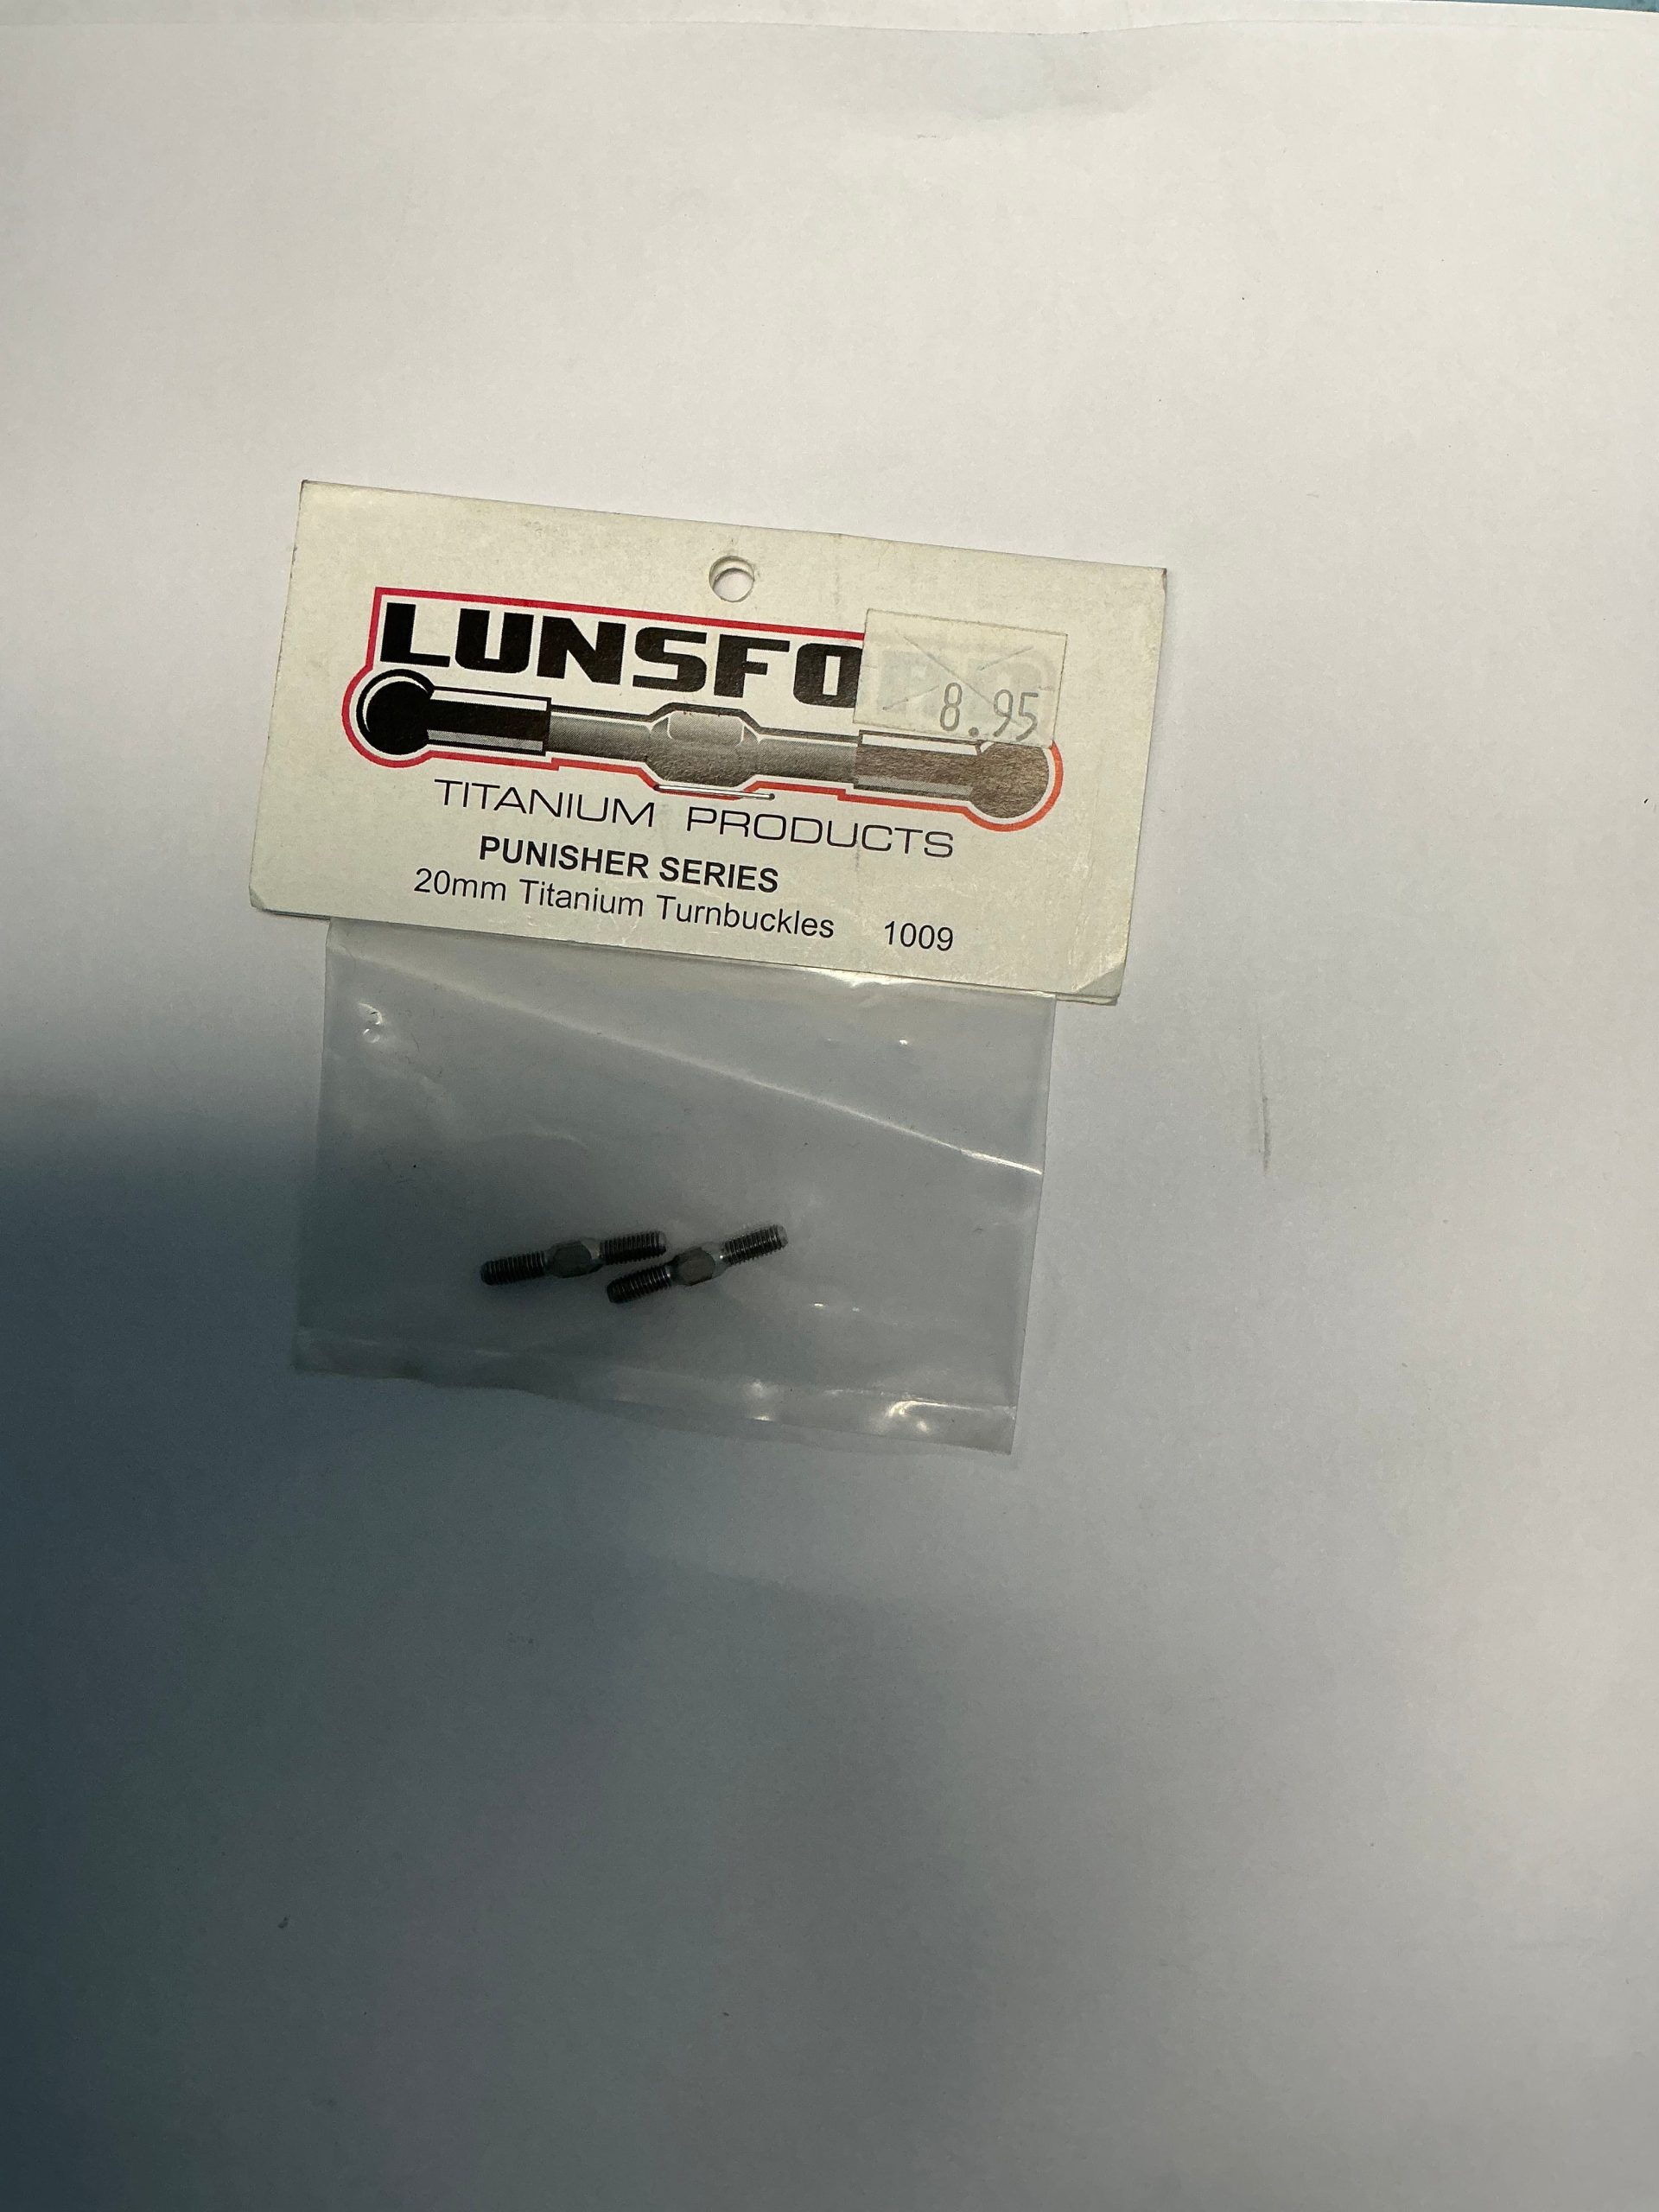 LUNSFO
8.95
TITANIUM PRODUCTS
PUNISHER SERIES
20mm Titanium Turnbuckles 1009